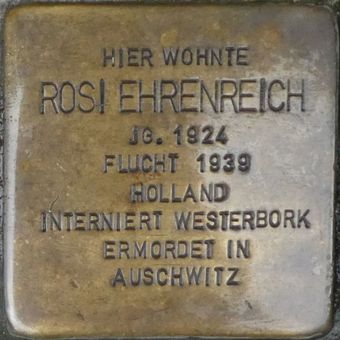 HIER WOHNTE
ROSI EHRENREICH
JG. 1924
FLUCHT 1939
HOLLAND
INTERNIERT WESTERBORK
ERMORDET IN
AUSCHWITZ